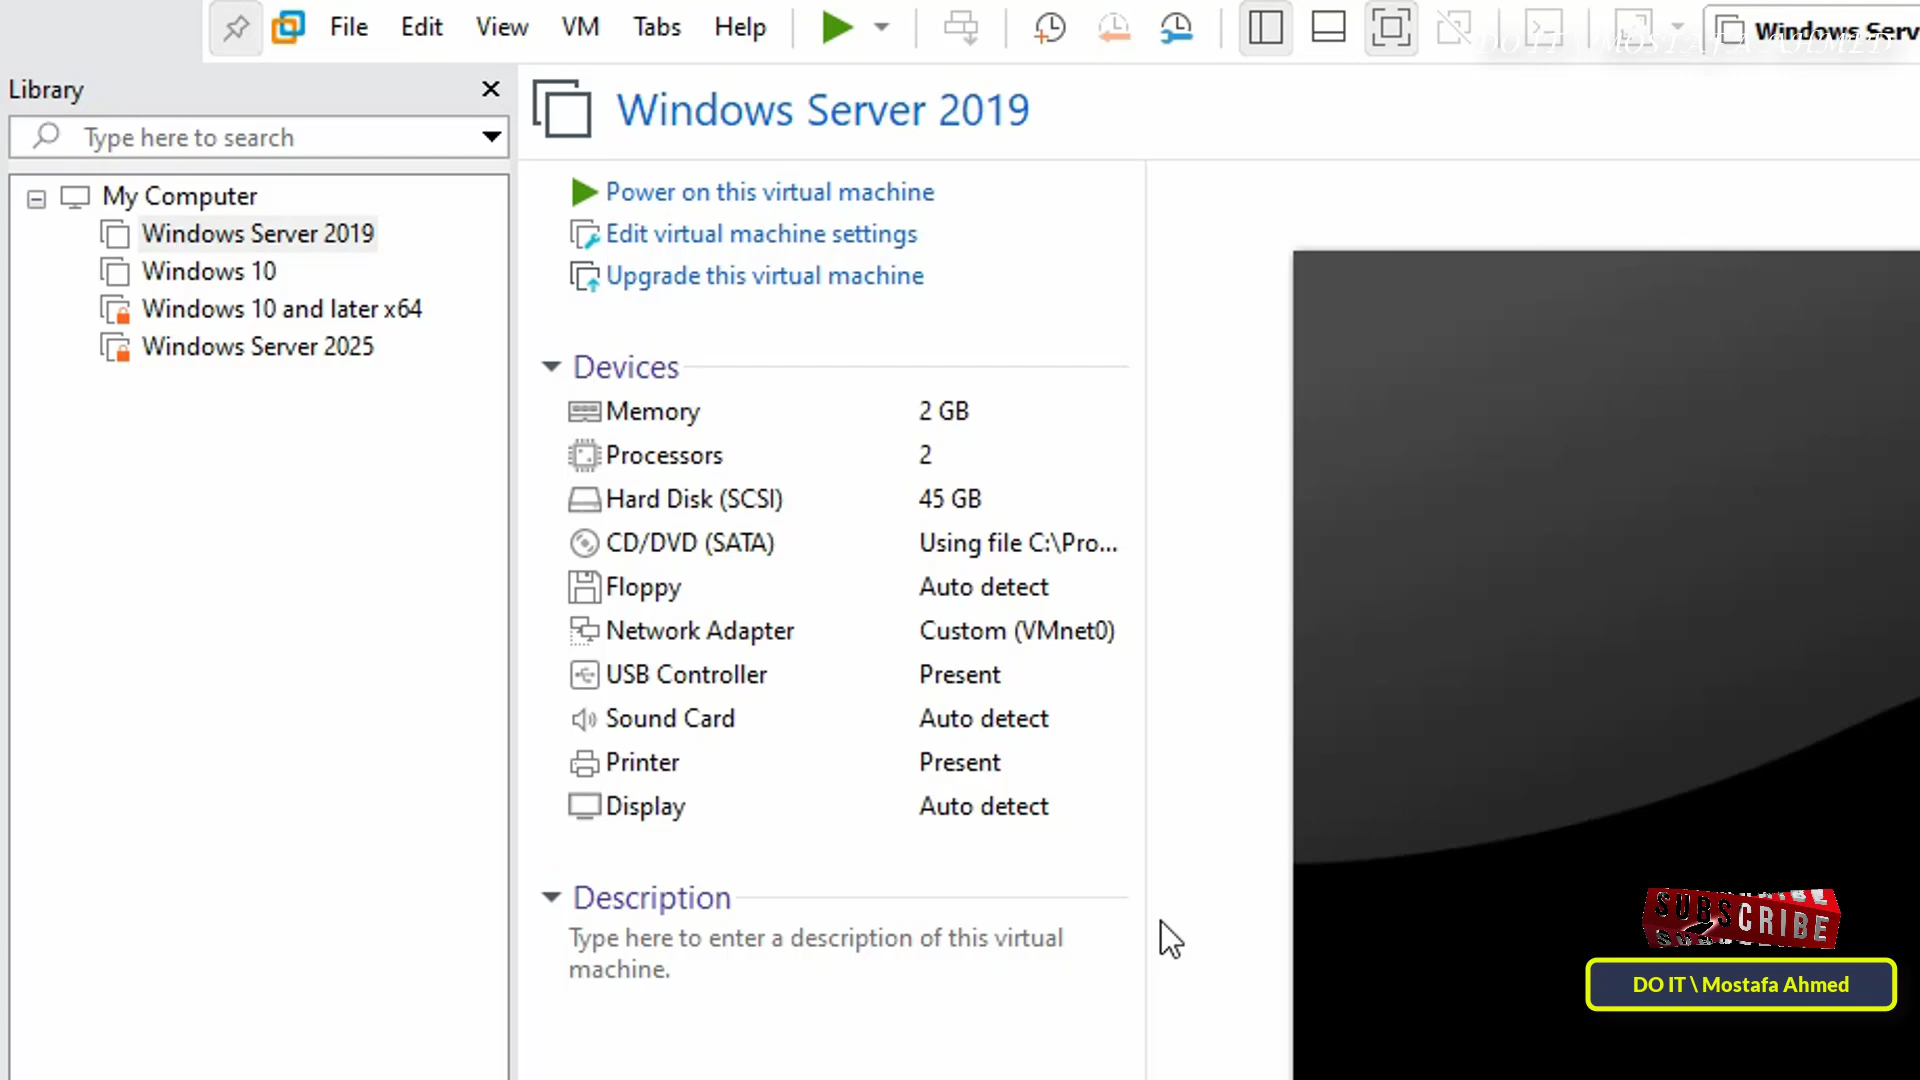 File Edit View VM Tabs Help
Windows Serv
DO IT \ MOSTAFA AHMED
Library
Type here to search
My Computer
Windows Server 2019
Windows 10
Windows 10 and later x64
Windows Server 2025
Windows Server 2019
Power on this virtual machine
Edit virtual machine settings
Upgrade this virtual machine
Devices
Memory 2 GB
Processors 2
Hard Disk (SCSI) 45 GB
CD/DVD (SATA) Using file C:\Pro...
Floppy Auto detect
Network Adapter Custom (VMnet0)
USB Controller Present
Sound Card Auto detect
Printer Present
Display Auto detect
Description
Type here to enter a description of this virtual
machine.
SUBSCRIBE
DO IT \ Mostafa Ahmed